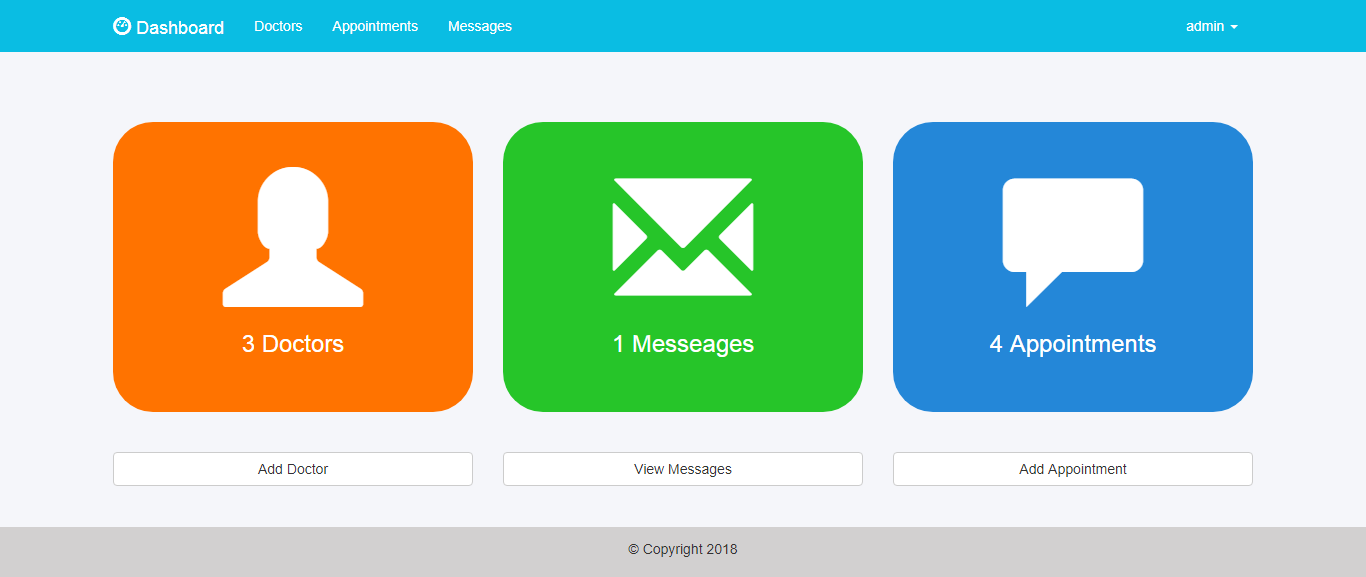 Dashboard Doctors Appointments Messages admin
3 Doctors 1 Messeages 4 Appointments
Add Doctor View Messages Add Appointment
© Copyright 2018